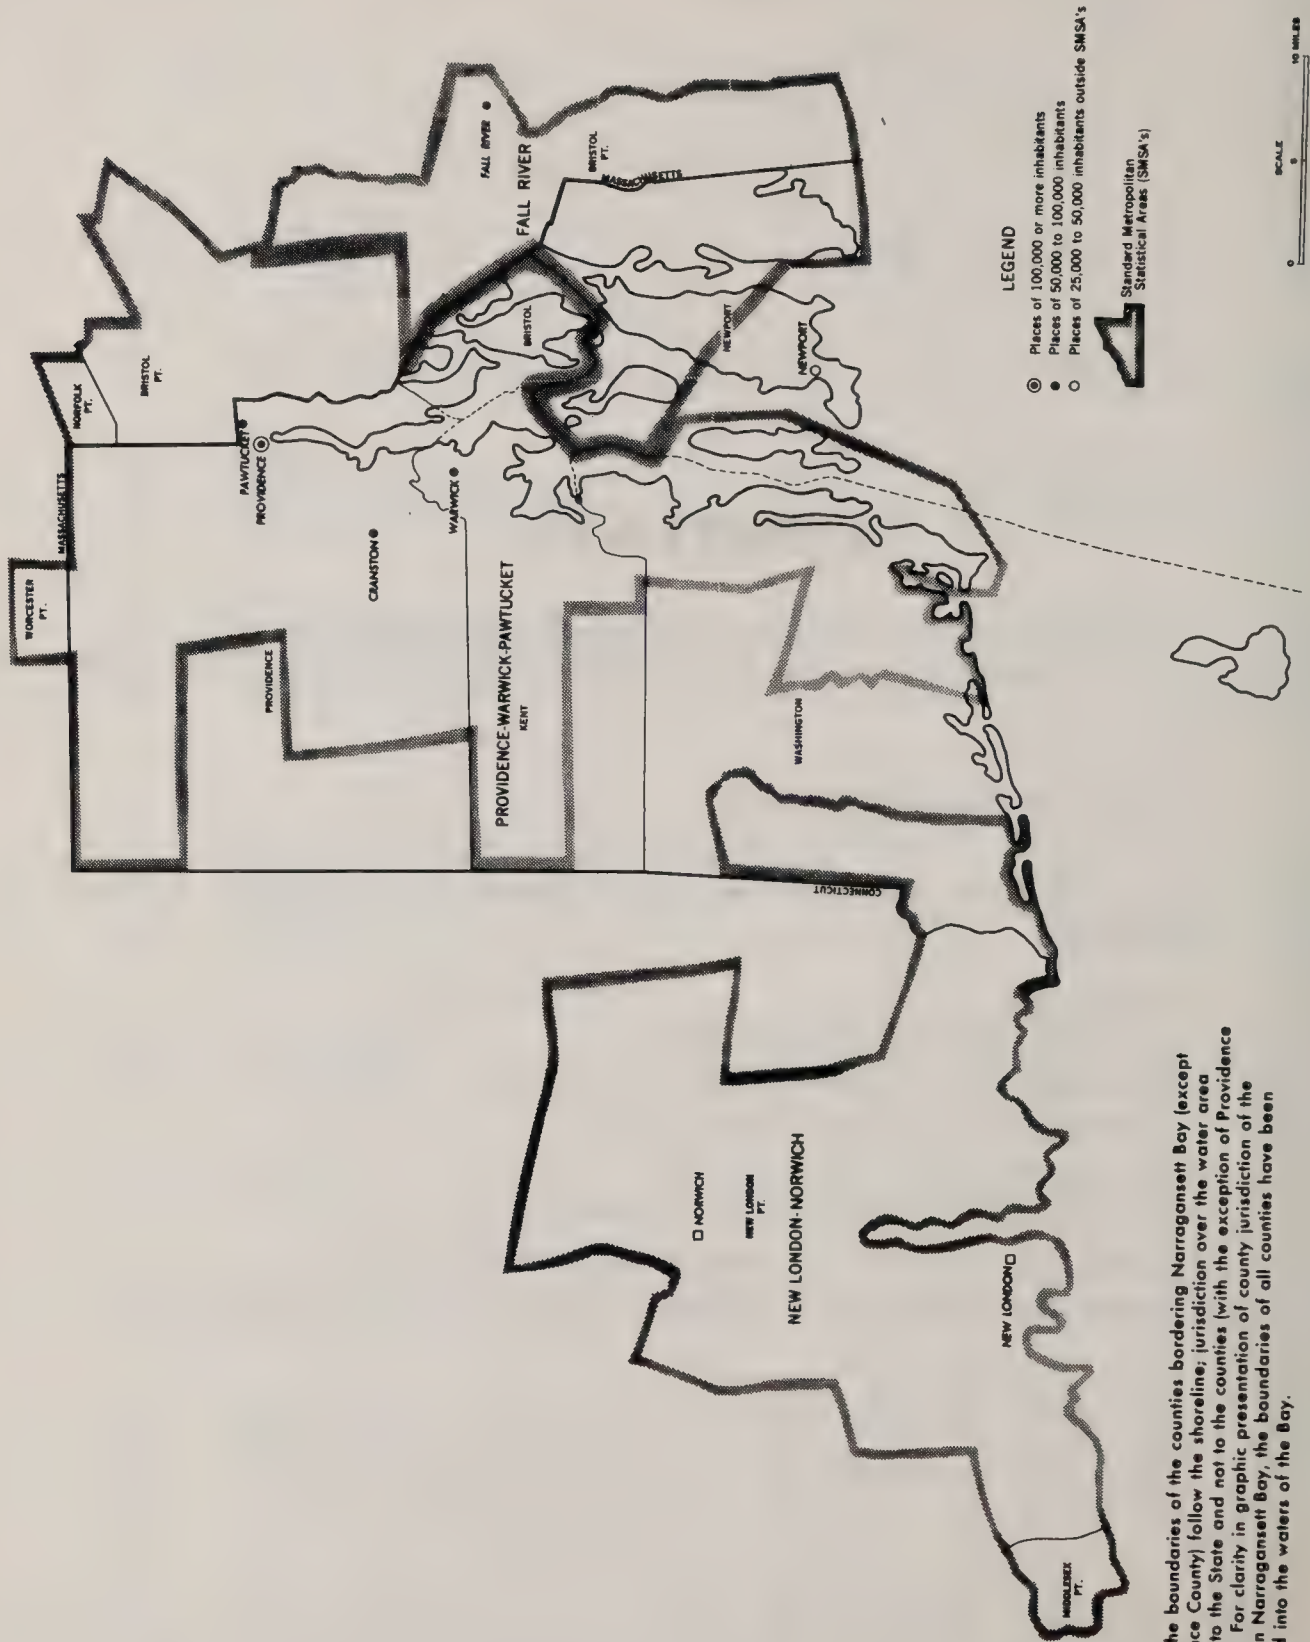 WORCESTER
PT.
MASSACHUSETTS
NORFOLK
PT.
BRISTOL
PT.
PAWTUCKET
PROVIDENCE
PROVIDENCE
CRANSTON
WARWICK
PROVIDENCE-WARWICK-PAWTUCKET
KENT
FALL RIVER
FALL RIVER
BRISTOL
PT.
MASSACHUSETTS
BRISTOL
NEWPORT
NEWPORT
WASHINGTON
CONNECTICUT
NORWICH
NEW LONDON
PT.
NEW LONDON-NORWICH
NEW LONDON
MIDDLESEX
PT.
LEGEND
Places of 100,000 or more inhabitants
Places of 50,000 to 100,000 inhabitants
Places of 25,000 to 50,000 inhabitants outside SMSA's
Standard Metropolitan
Statistical Areas (SMSA's)
SCALE
0 5 10 MILES
he boundaries of the counties bordering Narragansett Bay (except
ce County) follow the shoreline; jurisdiction over the water area
to the State and not to the counties (with the exception of Providence
For clarity in graphic presentation of county jurisdiction of the
n Narragansett Bay, the boundaries of all counties have been
d into the waters of the Bay.